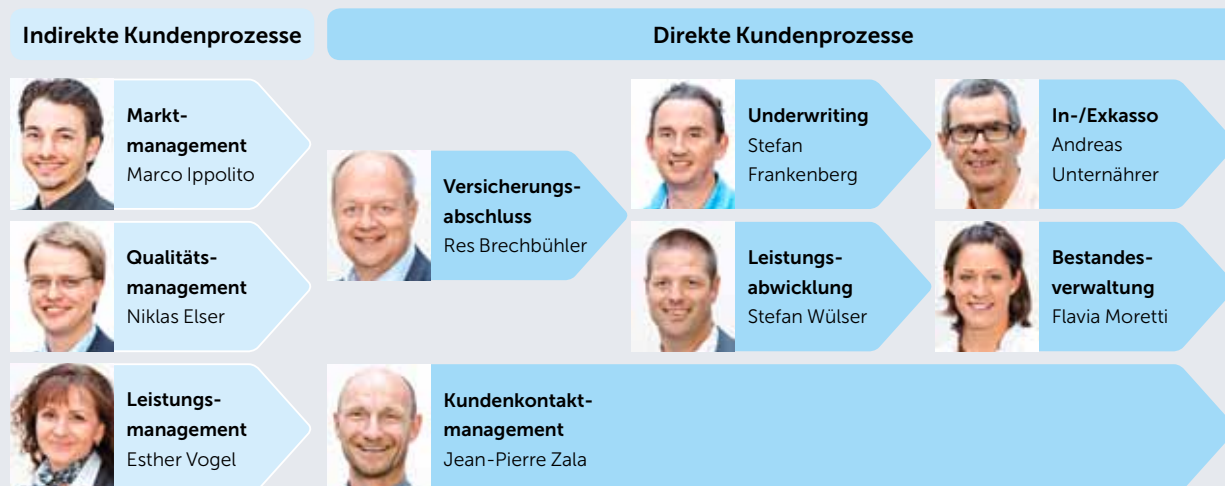 Indirekte Kundenprozesse
Direkte Kundenprozesse
Markt-
management
Marco Ippolito
Qualitäts-
management
Niklas Elser
Leistungs-
management
Esther Vogel
Versicherungs-
abschluss
Res Brechbühler
Underwriting
Stefan
Frankenberg
In-/Exkasso
Andreas
Unternährer
Leistungs-
abwicklung
Stefan Wülser
Bestandes-
verwaltung
Flavia Moretti
Kundenkontakt-
management
Jean-Pierre Zala